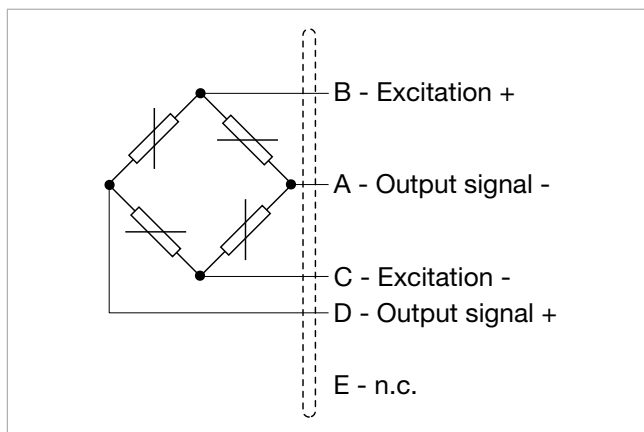 B - Excitation +
A - Output signal -
C - Excitation -
D - Output signal +
E - n.c.